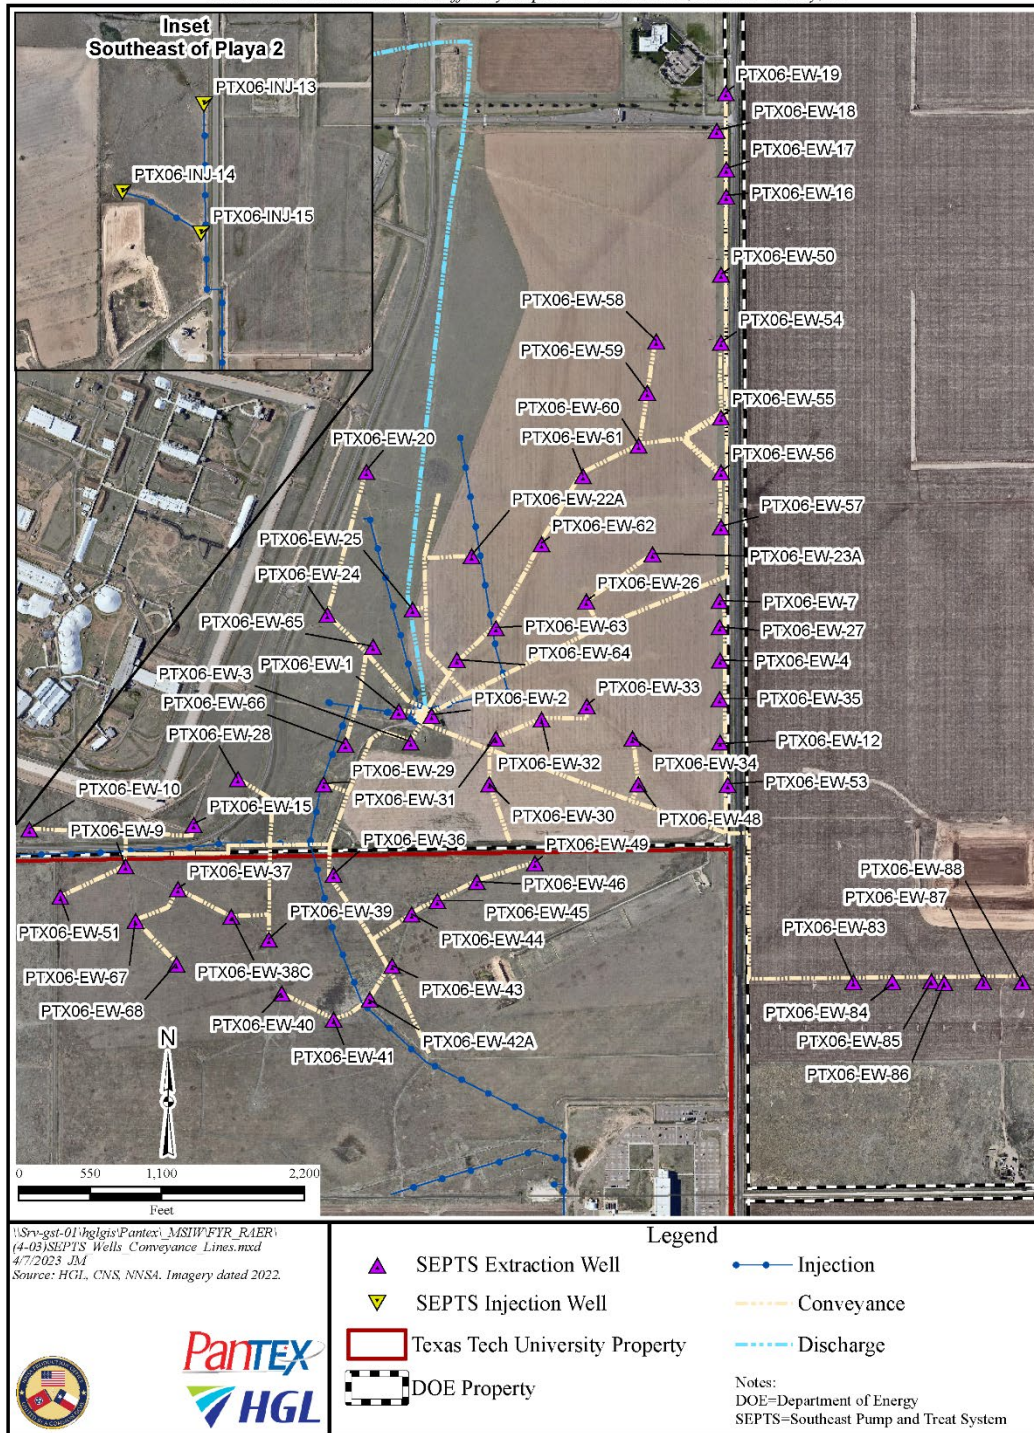 Inset
Southeast of Playa 2
PTX06-INJ-13
PTX06-INJ-14
PTX06-INJ-15
PTX06-EW-19
PTX06-EW-18
PTX06-EW-17
PTX06-EW-16
PTX06-EW-50
PTX06-EW-58
PTX06-EW-54
PTX06-EW-59
PTX06-EW-60
PTX06-EW-55
PTX06-EW-61
PTX06-EW-20
PTX06-EW-56
PTX06-EW-22A
PTX06-EW-57
PTX06-EW-62
PTX06-EW-25
PTX06-EW-23A
PTX06-EW-24
PTX06-EW-26
PTX06-EW-7
PTX06-EW-65
PTX06-EW-63
PTX06-EW-27
PTX06-EW-64
PTX06-EW-1
PTX06-EW-4
PTX06-EW-3
PTX06-EW-33
PTX06-EW-2
PTX06-EW-35
PTX06-EW-66
PTX06-EW-28
PTX06-EW-12
PTX06-EW-32
PTX06-EW-34
PTX06-EW-29
PTX06-EW-53
PTX06-EW-10
PTX06-EW-31
PTX06-EW-15
PTX06-EW-30
PTX06-EW-48
PTX06-EW-9
PTX06-EW-36
PTX06-EW-49
PTX06-EW-37
PTX06-EW-88
PTX06-EW-46
PTX06-EW-87
PTX06-EW-51
PTX06-EW-39
PTX06-EW-45
PTX06-EW-83
PTX06-EW-44
PTX06-EW-38C
PTX06-EW-67
PTX06-EW-43
PTX06-EW-68
PTX06-EW-84
PTX06-EW-40
PTX06-EW-85
PTX06-EW-41
PTX06-EW-42A
PTX06-EW-86
N
0 550 1,100 2,200
Feet
\\Srv-gst-01\hglgis\Pantex\_MSIW\FYR_RAER\
(4-03)SEPTS_Wells_Conveyance_Lines.mxd
4/7/2023 JM
Source: HGL, CNS, NNSA. Imagery dated 2022.
PanTEX
HGL
Legend
SEPTS Extraction Well
SEPTS Injection Well
Texas Tech University Property
DOE Property
Injection
Conveyance
Discharge
Notes:
DOE=Department of Energy
SEPTS=Southeast Pump and Treat System